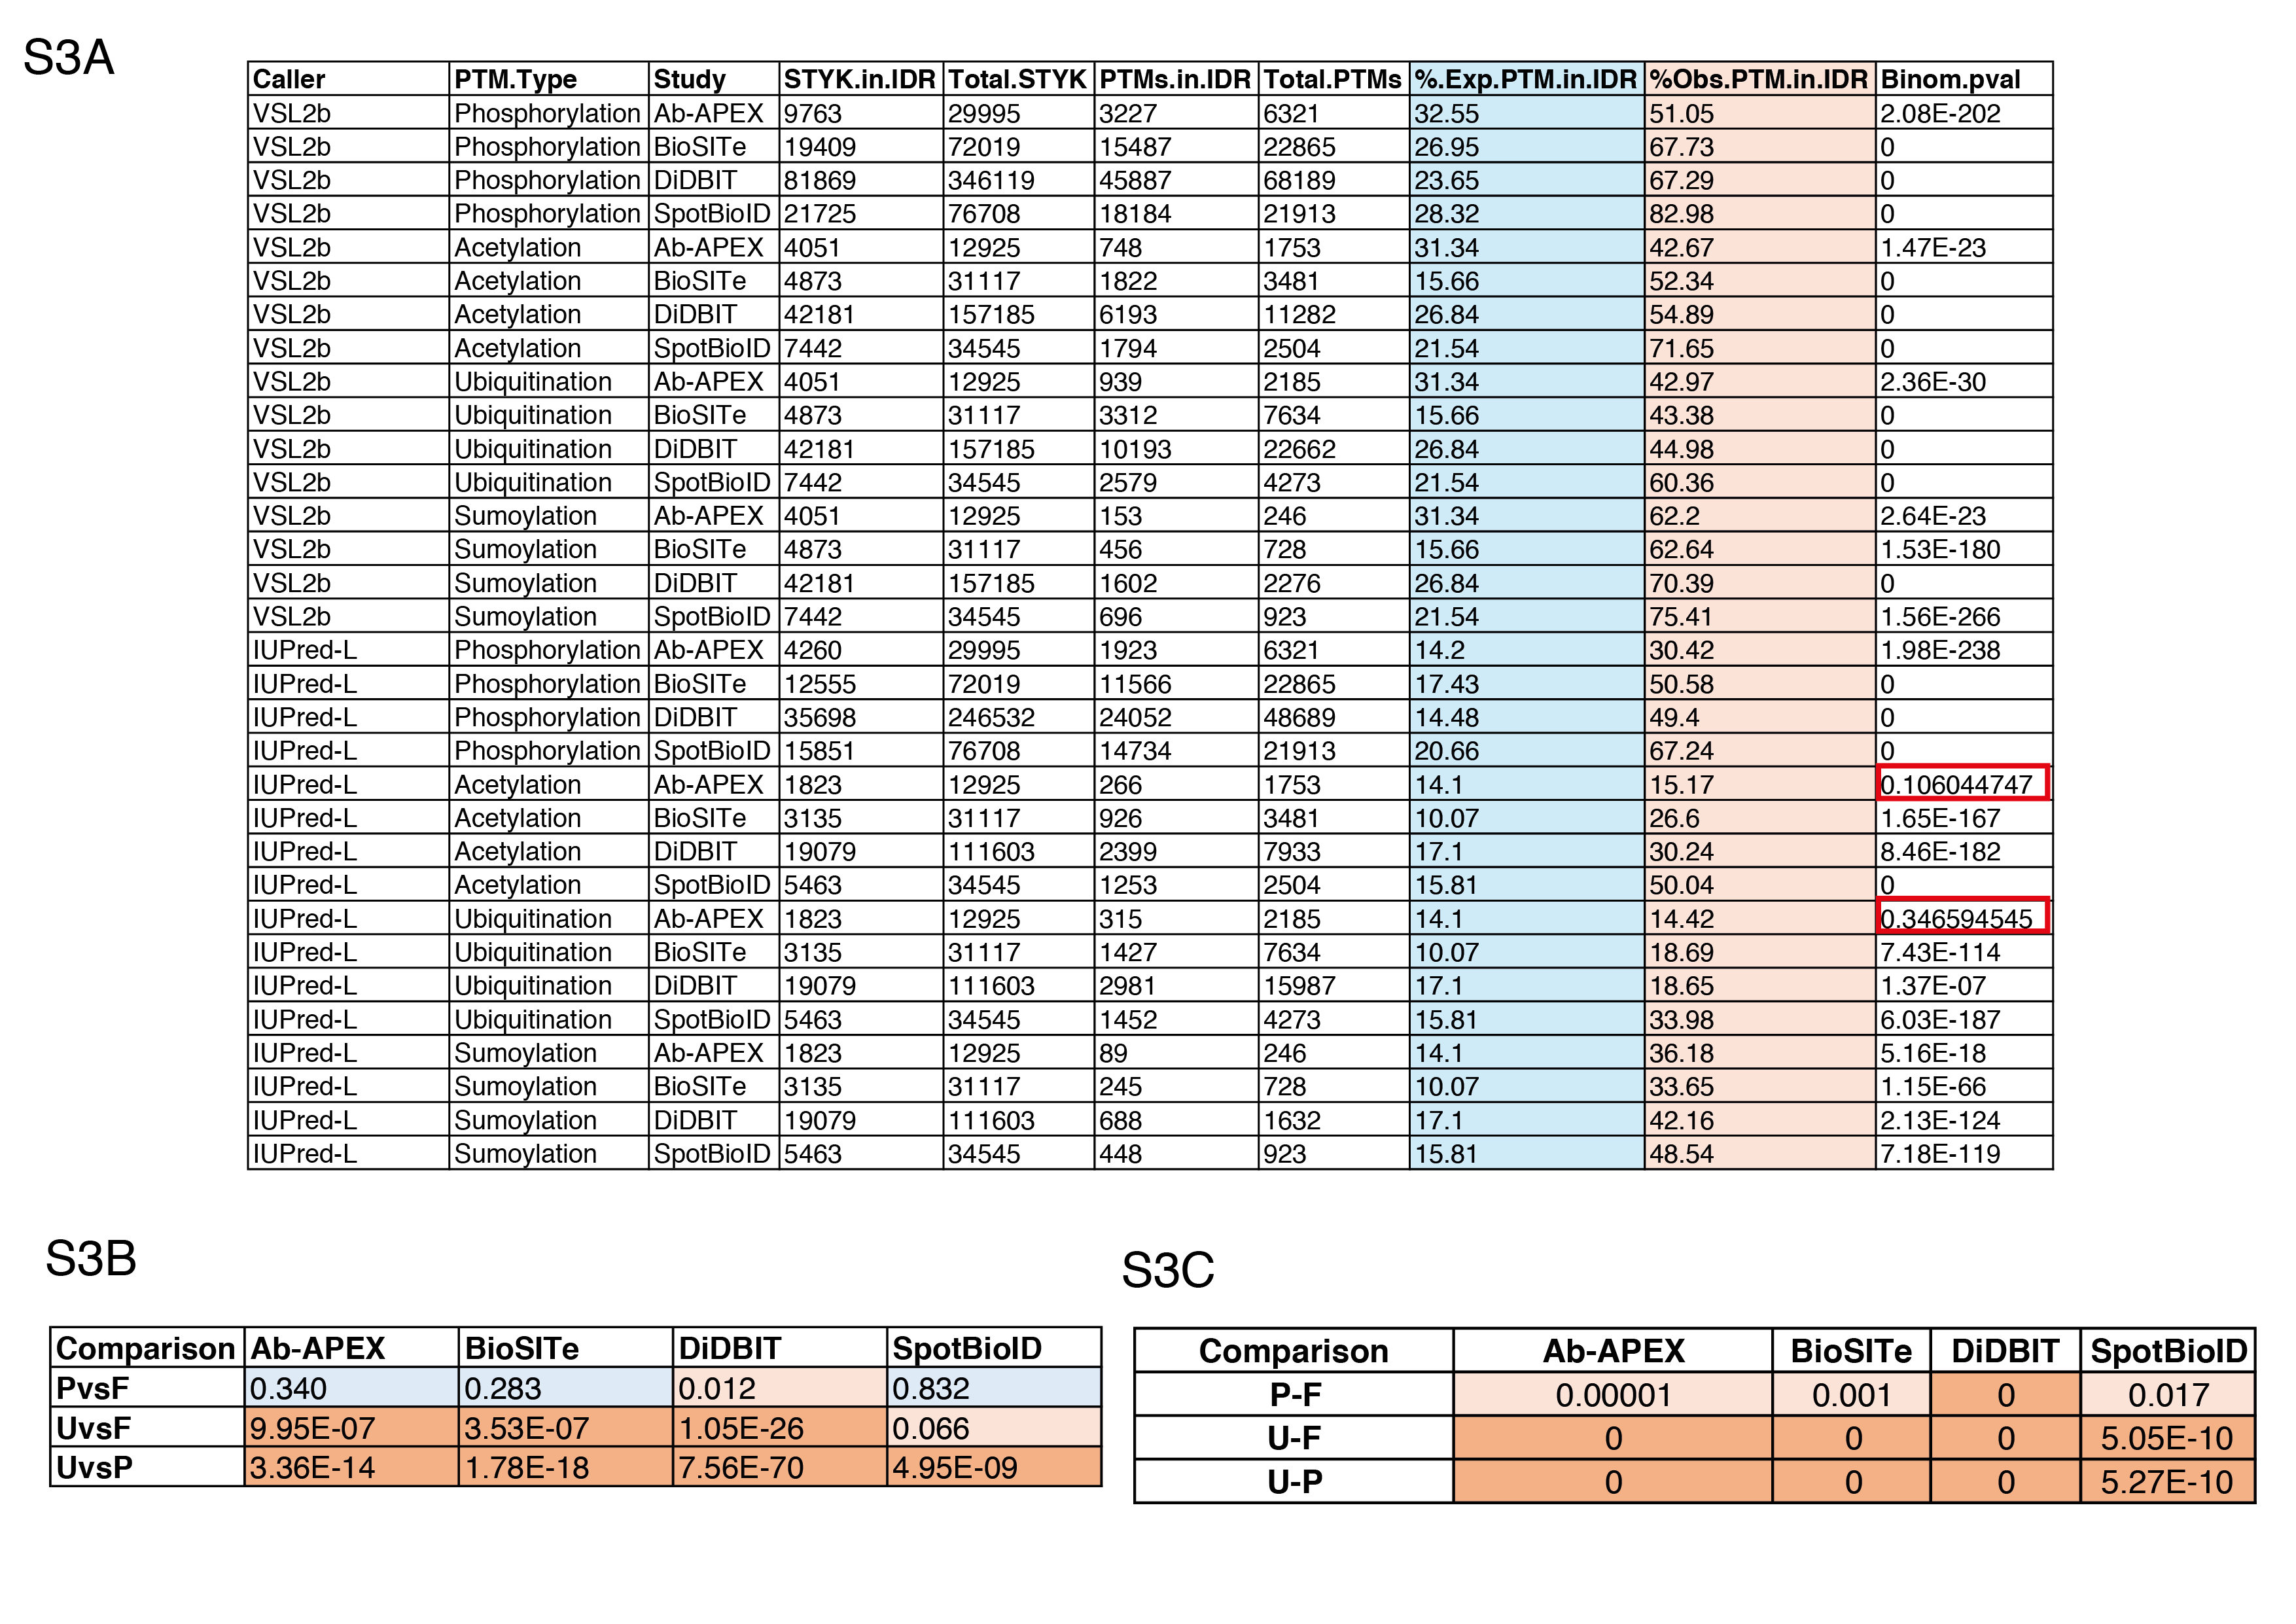 S3A
Caller PTM.Type Study STYK.in.IDR Total.STYK PTMs.in.IDR Total.PTMs %.Exp.PTM.in.IDR %Obs.PTM.in.IDR Binom.pval
VSL2b Phosphorylation Ab-APEX 9763 29995 3227 6321 32.55 51.05 2.08E-202
VSL2b Phosphorylation BioSITe 19409 72019 15487 22865 26.95 67.73 0
VSL2b Phosphorylation DiDBIT 81869 346119 45887 68189 23.65 67.29 0
VSL2b Phosphorylation SpotBioID 21725 76708 18184 21913 28.32 82.98 0
VSL2b Acetylation Ab-APEX 4051 12925 748 1753 31.34 42.67 1.47E-23
VSL2b Acetylation BioSITe 4873 31117 1822 3481 15.66 52.34 0
VSL2b Acetylation DiDBIT 42181 157185 6193 11282 26.84 54.89 0
VSL2b Acetylation SpotBioID 7442 34545 1794 2504 21.54 71.65 0
VSL2b Ubiquitination Ab-APEX 4051 12925 939 2185 31.34 42.97 2.36E-30
VSL2b Ubiquitination BioSITe 4873 31117 3312 7634 15.66 43.38 0
VSL2b Ubiquitination DiDBIT 42181 157185 10193 22662 26.84 44.98 0
VSL2b Ubiquitination SpotBioID 7442 34545 2579 4273 21.54 60.36 0
VSL2b Sumoylation Ab-APEX 4051 12925 153 246 31.34 62.2 2.64E-23
VSL2b Sumoylation BioSITe 4873 31117 456 728 15.66 62.64 1.53E-180
VSL2b Sumoylation DiDBIT 42181 157185 1602 2276 26.84 70.39 0
VSL2b Sumoylation SpotBioID 7442 34545 696 923 21.54 75.41 1.56E-266
IUPred-L Phosphorylation Ab-APEX 4260 29995 1923 6321 14.2 30.42 1.98E-238
IUPred-L Phosphorylation BioSITe 12555 72019 11566 22865 17.43 50.58 0
IUPred-L Phosphorylation DiDBIT 35698 246532 24052 48689 14.48 49.4 0
IUPred-L Phosphorylation SpotBioID 15851 76708 14734 21913 20.66 67.24 0
IUPred-L Acetylation Ab-APEX 1823 12925 266 1753 14.1 15.17 0.106044747
IUPred-L Acetylation BioSITe 3135 31117 926 3481 10.07 26.6 1.65E-167
IUPred-L Acetylation DiDBIT 19079 111603 2399 7933 17.1 30.24 8.46E-182
IUPred-L Acetylation SpotBioID 5463 34545 1253 2504 15.81 50.04 0
IUPred-L Ubiquitination Ab-APEX 1823 12925 315 2185 14.1 14.42 0.346594545
IUPred-L Ubiquitination BioSITe 3135 31117 1427 7634 10.07 18.69 7.43E-114
IUPred-L Ubiquitination DiDBIT 19079 111603 2981 15987 17.1 18.65 1.37E-07
IUPred-L Ubiquitination SpotBioID 5463 34545 1452 4273 15.81 33.98 6.03E-187
IUPred-L Sumoylation Ab-APEX 1823 12925 89 246 14.1 36.18 5.16E-18
IUPred-L Sumoylation BioSITe 3135 31117 245 728 10.07 33.65 1.15E-66
IUPred-L Sumoylation DiDBIT 19079 111603 688 1632 17.1 42.16 2.13E-124
IUPred-L Sumoylation SpotBioID 5463 34545 448 923 15.81 48.54 7.18E-119
S3B
Comparison Ab-APEX BioSITe DiDBIT SpotBioID
PvsF 0.340 0.283 0.012 0.832
UvsF 9.95E-07 3.53E-07 1.05E-26 0.066
UvsP 3.36E-14 1.78E-18 7.56E-70 4.95E-09
S3C
Comparison Ab-APEX BioSITe DiDBIT SpotBioID
P-F 0.00001 0.001 0 0.017
U-F 0 0 0 5.05E-10
U-P 0 0 0 5.27E-10